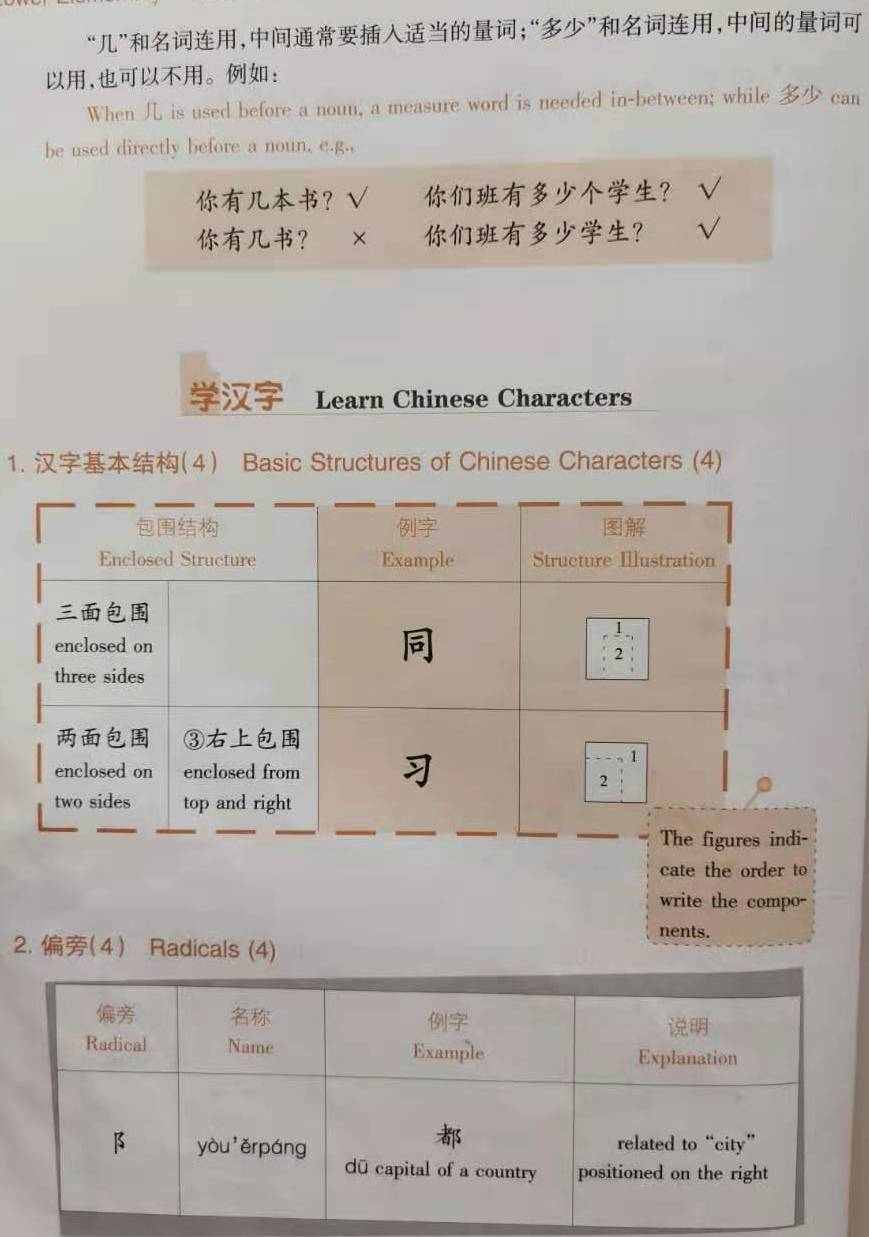 “几”和名词连用,中间通常要插入适当的量词;“多少”和名词连用,中间的量词可
以用,也可以不用。例如:
When 几 is used before a noun, a measure word is needed in-between; while 多少 can
be used directly before a noun, e.g.,
你有几本书? √ 你们班有多少个学生? √
你有几书? × 你们班有多少学生? √
学汉字 Learn Chinese Characters
1. 汉字基本结构(4) Basic Structures of Chinese Characters (4)
包围结构 例字 图解
Enclosed Structure Example Structure Illustration
三面包围
enclosed on
three sides
同
1
2
两面包围
enclosed on
two sides
③右上包围
enclosed from
top and right
习
1
2
The figures indi-
cate the order to
write the compo-
nents.
2. 偏旁(4) Radicals (4)
偏旁 名称 例字 说明
Radical Name Example Explanation
阝 yòu'ěrpáng
都
dū capital of a country
related to “city”
positioned on the right